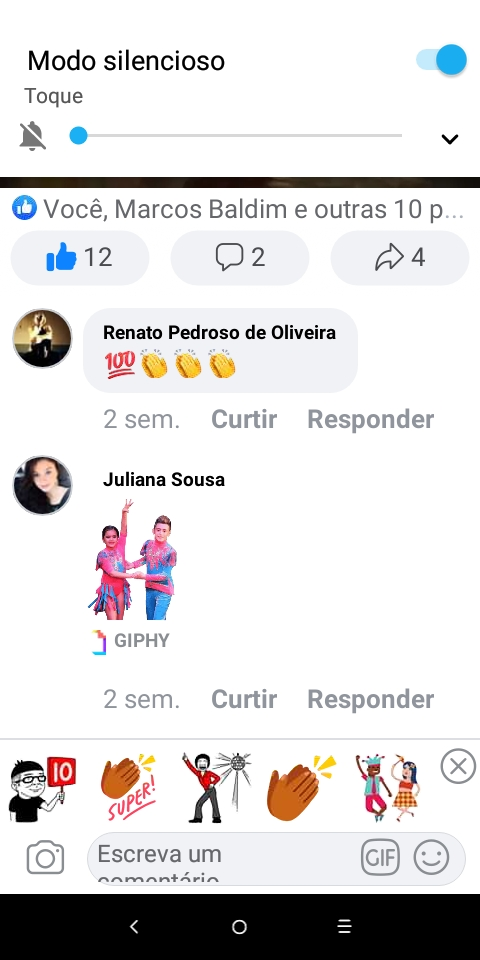 Modo silencioso
Toque
Você, Marcos Baldim e outras 10 p...
12
2
4
Renato Pedroso de Oliveira
💯👏👏👏
2 sem. Curtir Responder
Juliana Sousa
GIPHY
2 sem. Curtir Responder
10
SUPER!
Escreva um
comentário
GIF